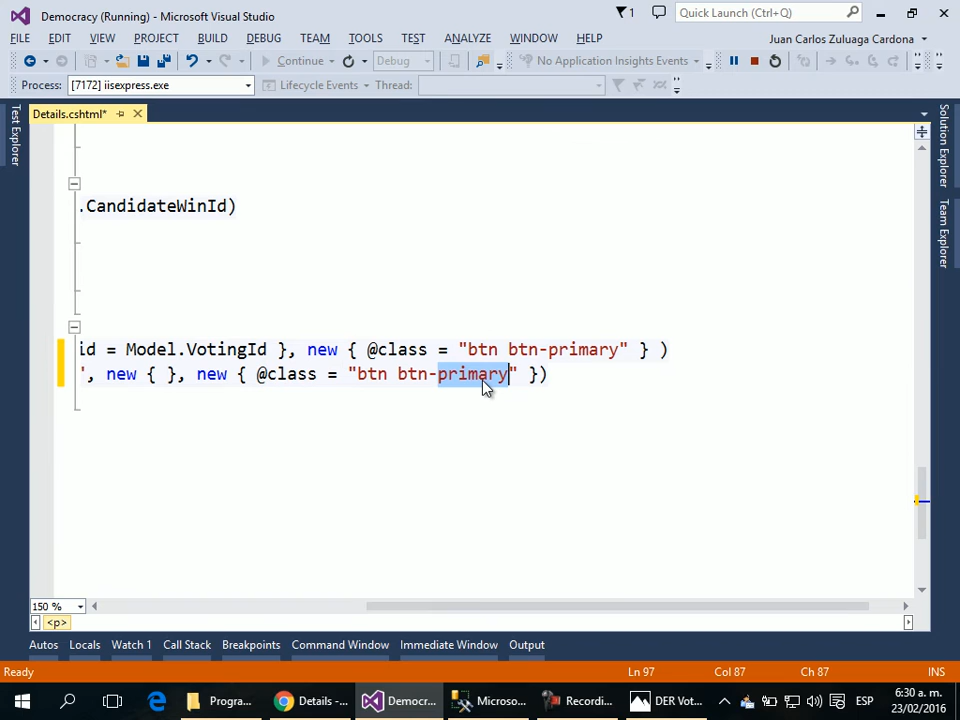 Democracy (Running) - Microsoft Visual Studio
1
Quick Launch (Ctrl+Q)
FILE EDIT VIEW PROJECT BUILD DEBUG TEAM TOOLS TEST ANALYZE WINDOW HELP
Juan Carlos Zuluaga Cardona
Continue
Debug
No Application Insights Events
Process: [7172] iisexpress.exe
Lifecycle Events
Thread:
Details.cshtml*
Test Explorer
Solution Explorer
Team Explorer
.CandidateWinId)
id = Model.VotingId }, new { @class = "btn btn-primary" } )
', new { }, new { @class = "btn btn-primary" })
150 %
<p>
Autos Locals Watch 1 Call Stack Breakpoints Command Window Immediate Window Output
Ready
Ln 97 Col 87 Ch 87 INS
Progra...
Details -...
Democr...
Microso...
Recordi...
DER Vot...
ESP
6:30 a. m.
23/02/2016